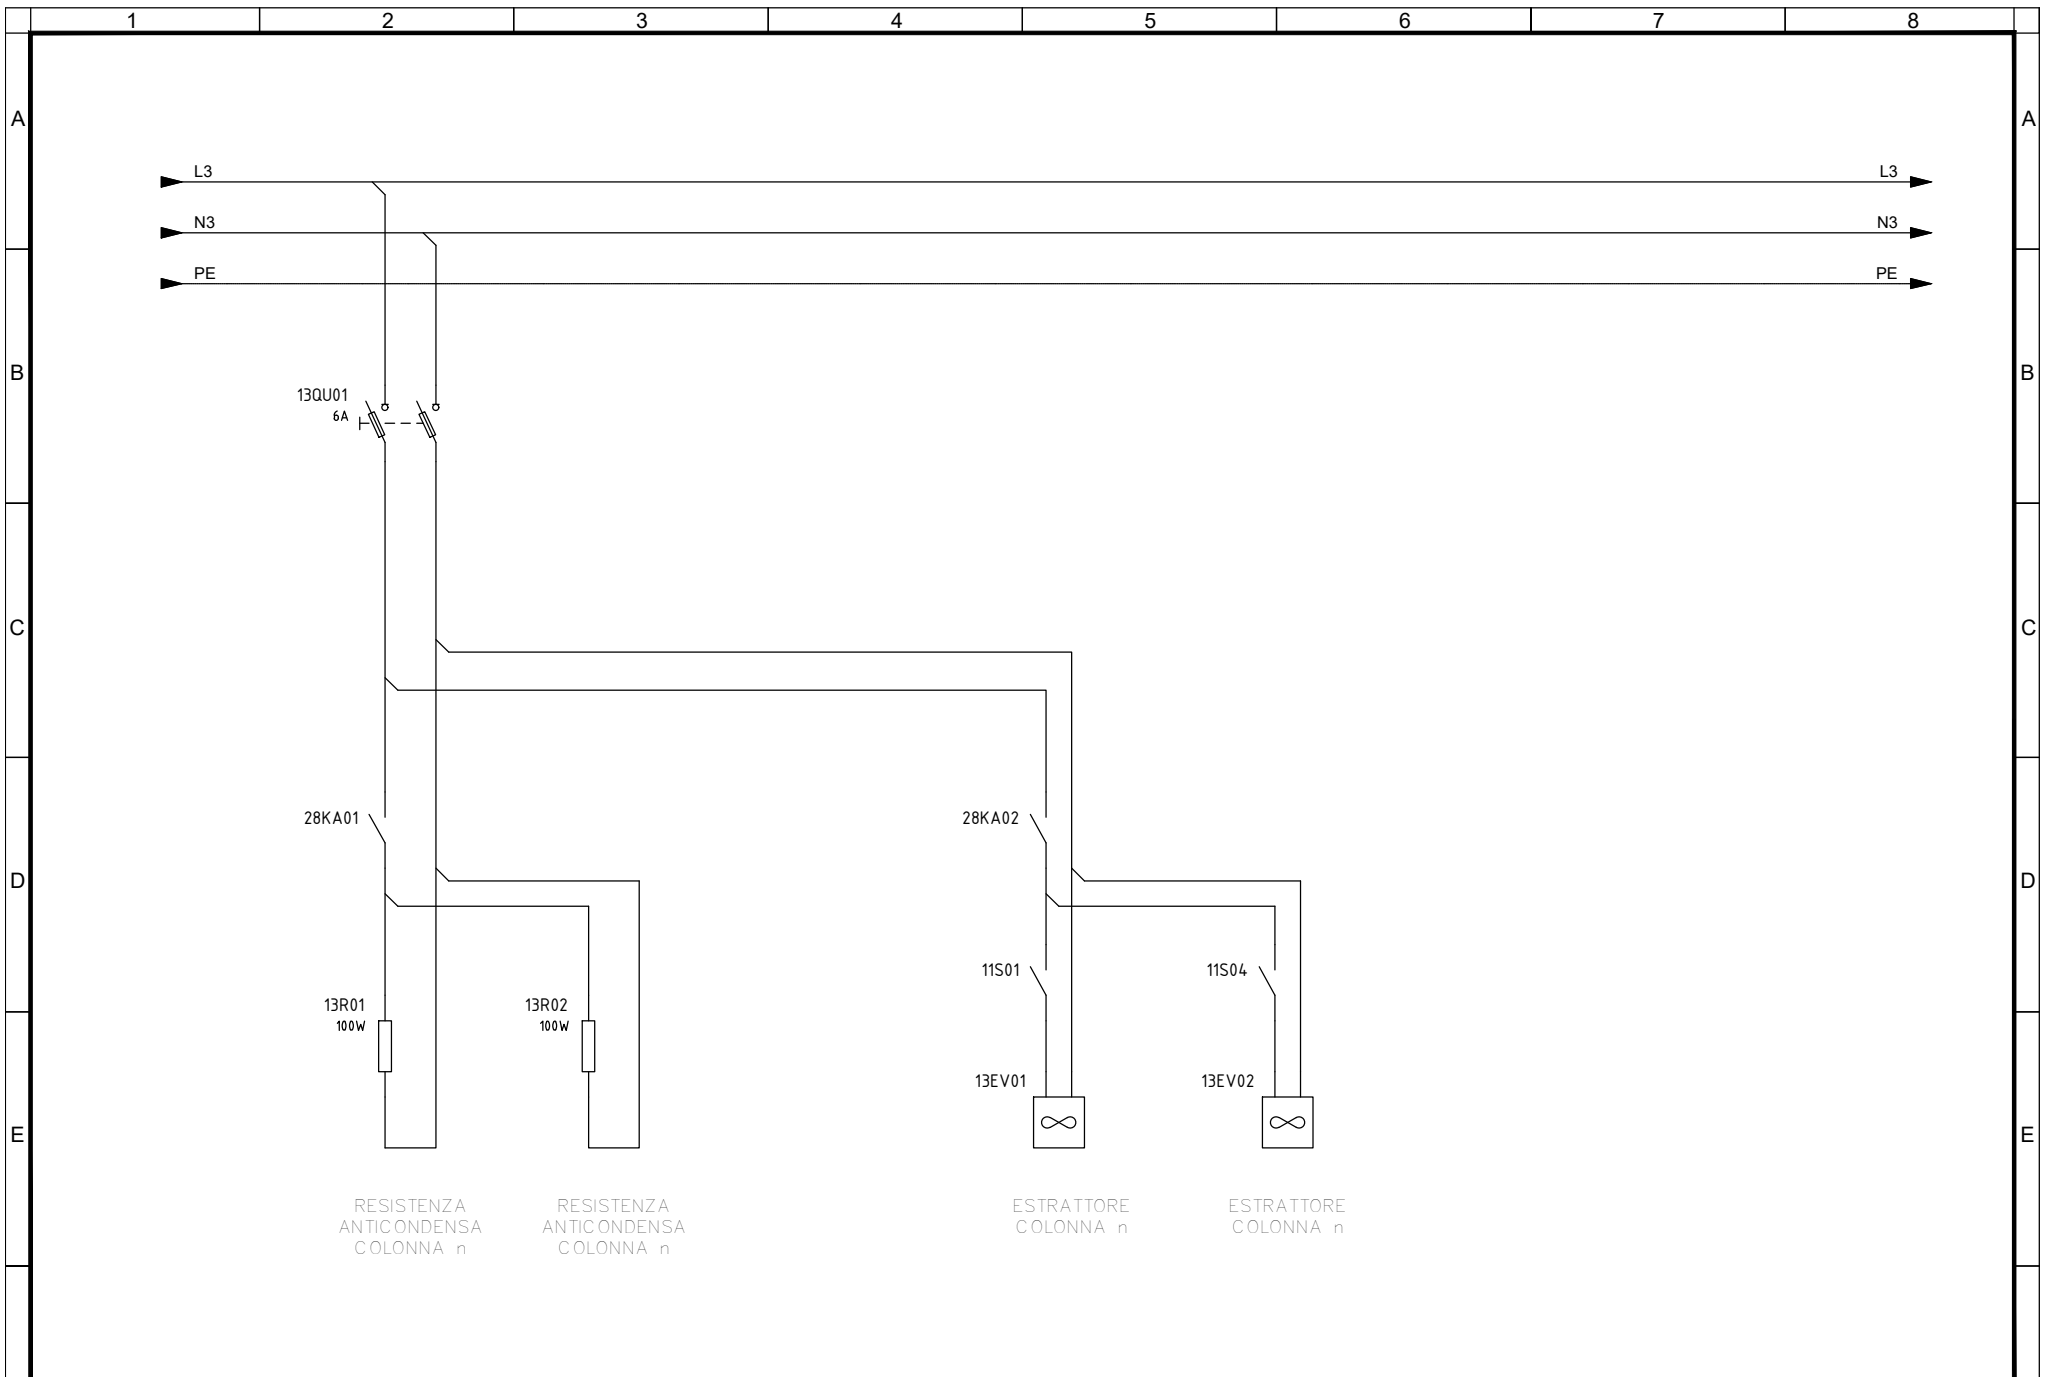 1 2 3 4 5 6 7 8
A A
L3 L3
N3 N3
PE PE
B B
13QU01
6A
C C
28KA01 28KA02
D D
11S01 11S04
13R01 13R02
100W 100W
13EV01 13EV02
E E
RESISTENZA
ANTICONDENSA
COLONNA n
RESISTENZA
ANTICONDENSA
COLONNA n
ESTRATTORE
COLONNA n
ESTRATTORE
COLONNA n